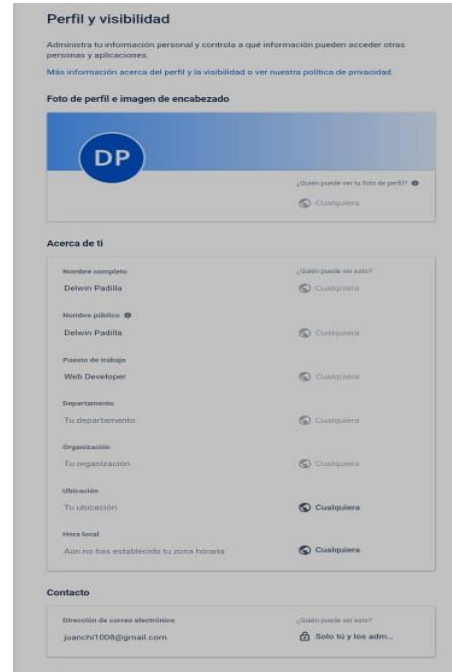 Perfil y visibilidad
Administra tu información personal y controla a qué información pueden acceder otras
personas y aplicaciones.
Más información acerca del perfil y la visibilidad o ver nuestra política de privacidad.
Foto de perfil e imagen de encabezado
DP
¿Quién puede ver tu foto de perfil?
Cualquiera
Acerca de ti
Nombre completo
¿Quién puede ver esto?
Delwin Padilla
Cualquiera
Nombre público
Delwin Padilla
Cualquiera
Puesto de trabajo
Web Developer
Cualquiera
Departamento
Tu departamento
Cualquiera
Organización
Tu organización
Cualquiera
Ubicación
Tu ubicación
Cualquiera
Hora local
Aún no has establecido tu zona horaria
Cualquiera
Contacto
Dirección de correo electrónico
¿Quién puede ver esto?
juanchi1008@gmail.com
Solo tú y los adm...